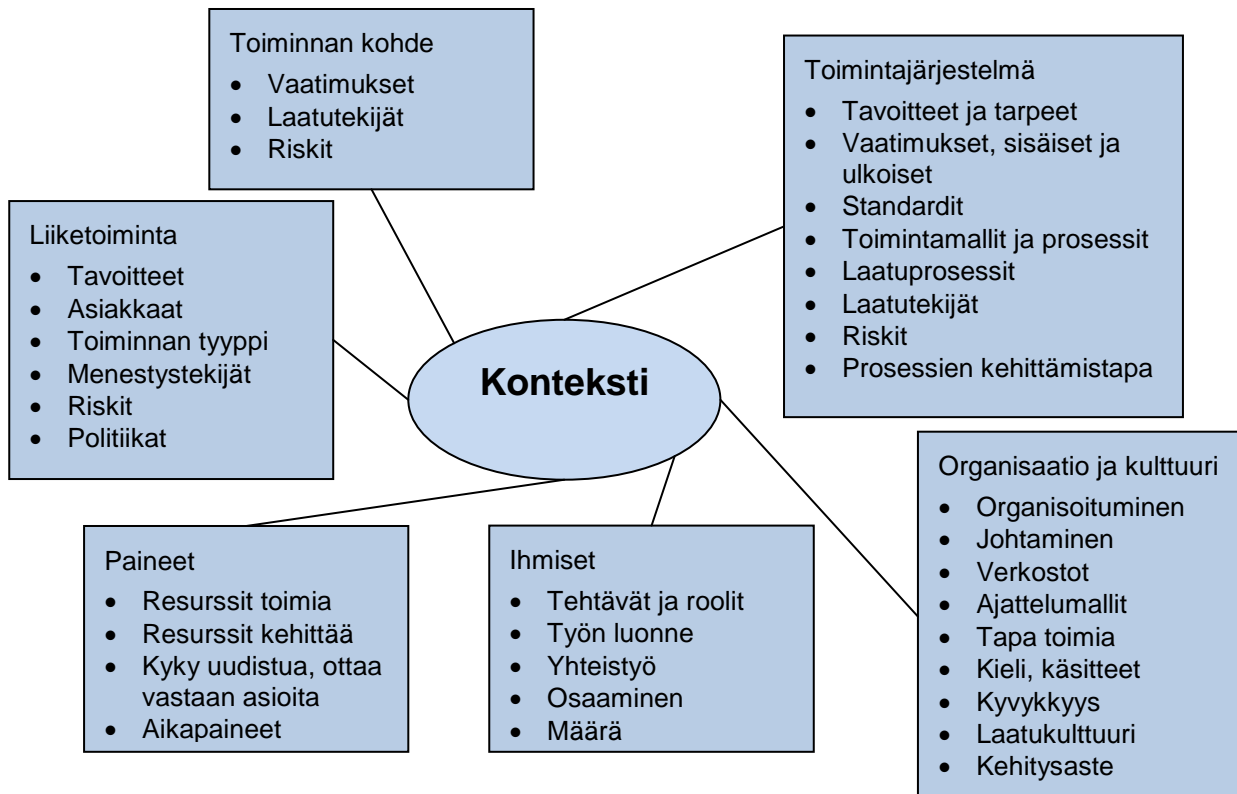 Toiminnan kohde
• Vaatimukset
• Laatutekijät
• Riskit
Toimintajärjestelmä
• Tavoitteet ja tarpeet
• Vaatimukset, sisäiset ja
ulkoiset
• Standardit
• Toimintamallit ja prosessit
• Laatuprosessit
• Laatutekijät
• Riskit
• Prosessien kehittämistapa
Liiketoiminta
• Tavoitteet
• Asiakkaat
• Toiminnan tyyppi
• Menestystekijät
• Riskit
• Politiikat
Konteksti
Paineet
• Resurssit toimia
• Resurssit kehittää
• Kyky uudistua, ottaa
vastaan asioita
• Aikapaineet
Ihmiset
• Tehtävät ja roolit
• Työn luonne
• Yhteistyö
• Osaaminen
• Määrä
Organisaatio ja kulttuuri
• Organisoituminen
• Johtaminen
• Verkostot
• Ajattelumallit
• Tapa toimia
• Kieli, käsitteet
• Kyvykkyys
• Laatukulttuuri
• Kehitysaste